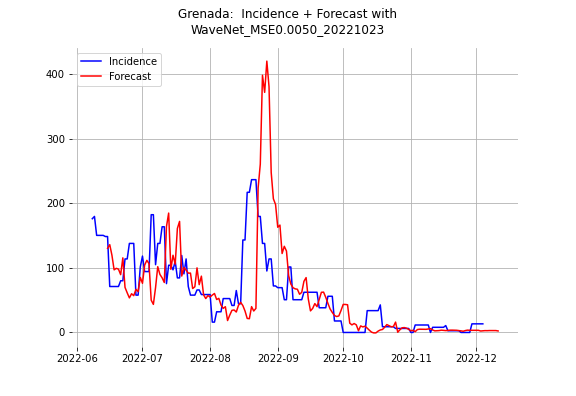 Grenada:  Incidence + Forecast with
WaveNet_MSE0.0050_20221023
Incidence
Forecast
400
300
200
100
0
2022-06 2022-07 2022-08 2022-09 2022-10 2022-11 2022-12